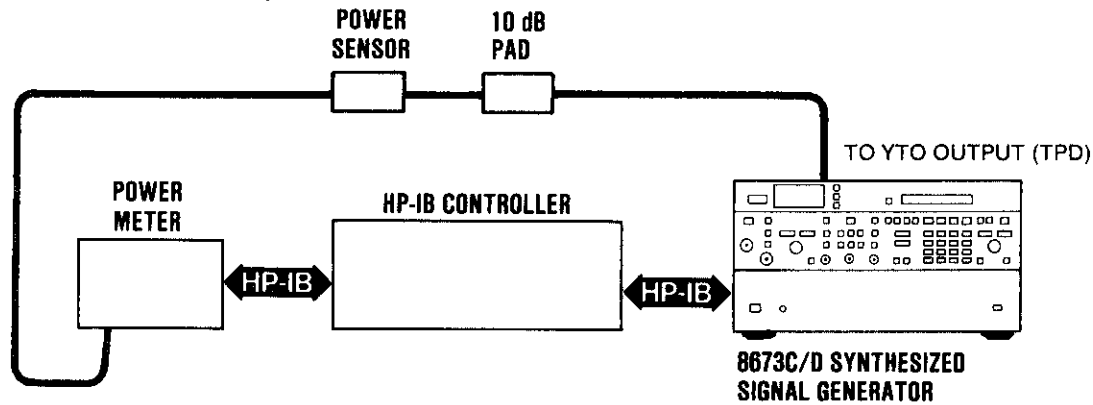 POWER
SENSOR
10 dB
PAD
TO YTO OUTPUT (TPD)
POWER
METER
HP-IB CONTROLLER
HP-IB
HP-IB
8673C/D SYNTHESIZED
SIGNAL GENERATOR